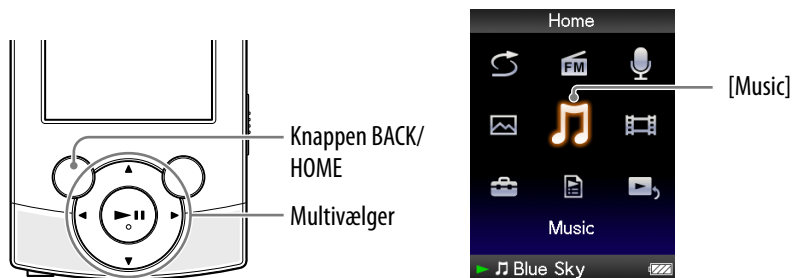 Home
FM
[Music]
Knappen BACK/
HOME
Multivælger
Music
Blue Sky